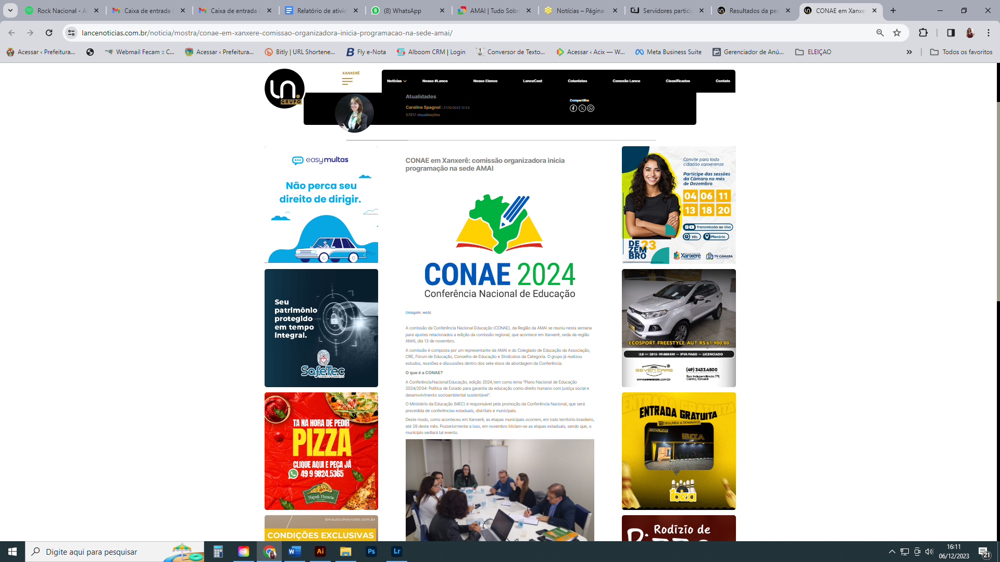 Rock Nacional - A
Caixa de entrada
Caixa de entrada
Relatório de ativid
(8) WhatsApp
AMAI | Tudo Sobr
Notícias – Página
Servidores particip
Resultados da pes
CONAE em Xanxe
lancenoticias.com.br/noticia/mostra/conae-em-xanxere-comissao-organizadora-inicia-programacao-na-sede-amai/
Acessar ‹ Prefeitura...
Webmail Fecam :: C...
Acessar ‹ Prefeitura...
Bitly | URL Shortene...
Fly e-Nota
Alboom CRM | Login
Conversor de Texto...
Acessar ‹ Acix — W...
Meta Business Suite
Gerenciador de Anú...
ELEIÇAO
Todos os favoritos
XANXERÊ
Notícias
Nosso #Lance
Nosso Elenco
LanceCast
Colunistas
Conexão Lance
Classificados
Contato
GRUPO
Atualidades
Caroline Spagnol | 27/10/2023 12:23
57017 visualizações
Compartilhe
easymultas
Não perca seu
direito de dirigir.
Seu
patrimônio
protegido
em tempo
integral.
SafeTec
TA NA HORA DE PEDIR
PIZZA
CLIQUE AQUI E PEÇA JÁ
49 9 9824.5365
Napoli Pizzaria
dmautochevrolet.com.br
CONDIÇÕES EXCLUSIVAS
CONAE em Xanxerê: comissão organizadora inicia
programação na sede AMAI
CONAE 2024
Conferência Nacional de Educação
(Imagem: web)
A comissão da Conferência Nacional Educação (CONAE), da Região da AMAI se reuniu nesta semana
para ajustes relacionados a edição da comissão regional, que acontece em Xanxerê, seda da região
AMAI, dia 13 de novembro.
A comissão é composta por um representante da AMAI e do Colegiado de Educação da Associação,
CRE, Fórum de Educação, Conselho de Educação e Sindicatos da Categoria. O grupo já realizou
estudos, reuniões e discussões dentro dos sete eixos de abordagem da Conferência.
O que é a CONAE?
A Conferência Nacional Educação, edição 2024, tem como lema "Plano Nacional de Educação
2024/2034: Política de Estado para garantia da educação como direito humano com justiça social e
desenvolvimento socioambiental sustentável".
O Ministério da Educação (MEC) é responsável pela promoção da Conferência Nacional, que será
precedida de conferências estaduais, distritais e municipais.
Deste modo, como aconteceu em Xanxerê, as etapas municipais ocorrem, em todo território brasileiro,
até 29 deste mês. Posteriormente a isso, em novembro iniciam-se as etapas estaduais, sendo que, o
município sediará tal evento.
Convite para todo
cidadão xanxerense
Participe das sessões
da Câmara no mês
de Dezembro
04 06 11
13 18 20
Transmissão ao vivo
19h
Plenário
DE
ZEM
BRO
23
Xanxerê
TV CÂMARA
ECOSPORT FREESTYLE AUT R$ 61.900,00
2.0 — 2015- 99.000 KM — IPVA PAGO — LICENCIADO
SEVEN CARS
www.sevencars.com.br
(49) 3433.4500
Rua Independência 779,
Centro, Xanxerê
ENTRADA GRATUITA
(SEGUNDA A DOMINGO)
BOWLING
IBIZA
ibiza
Rodízio de
Digite aqui para pesquisar
Ai
Ps
Lr
16:11
06/12/2023
21